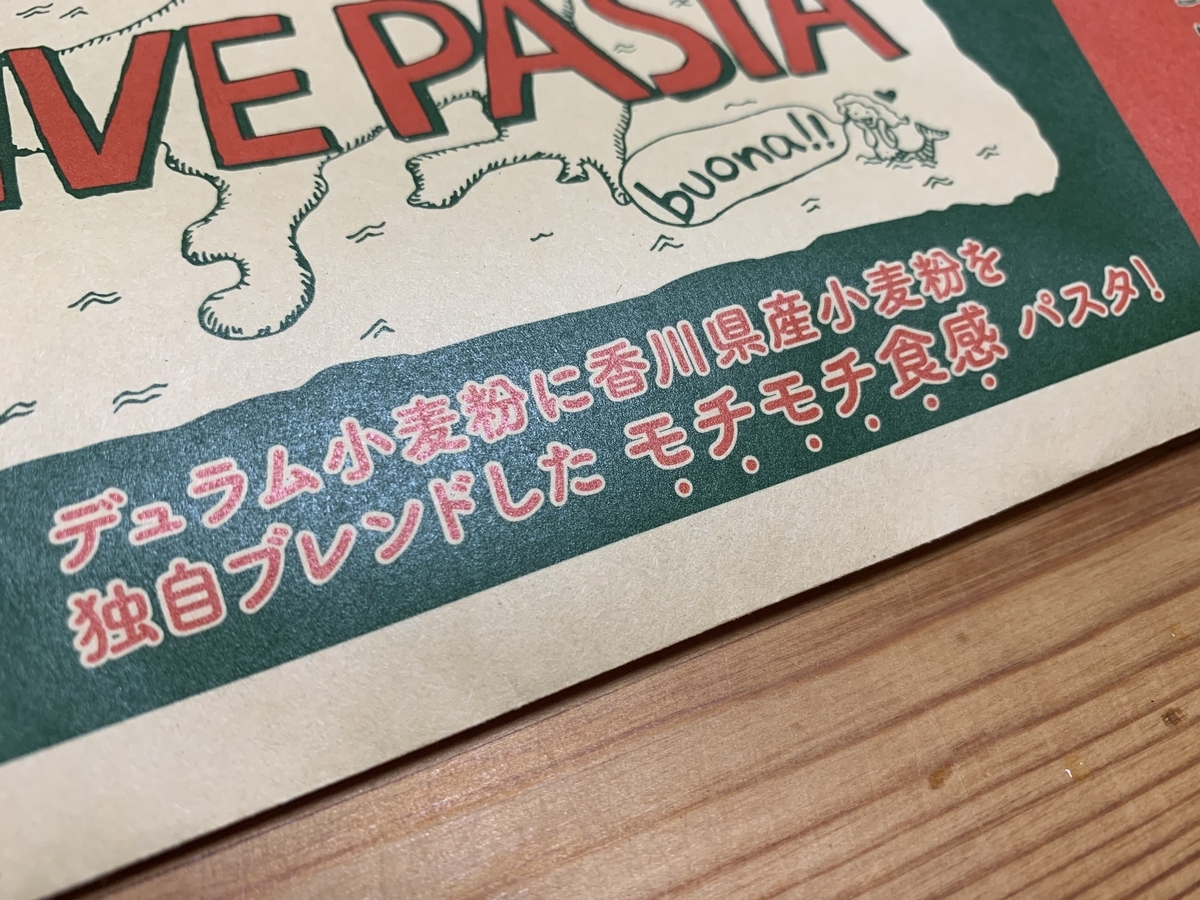 IVE PASTA
buona!!
デュラム小麦粉に香川県産小麦粉を
独自ブレンドした モチモチ食感 パスタ!